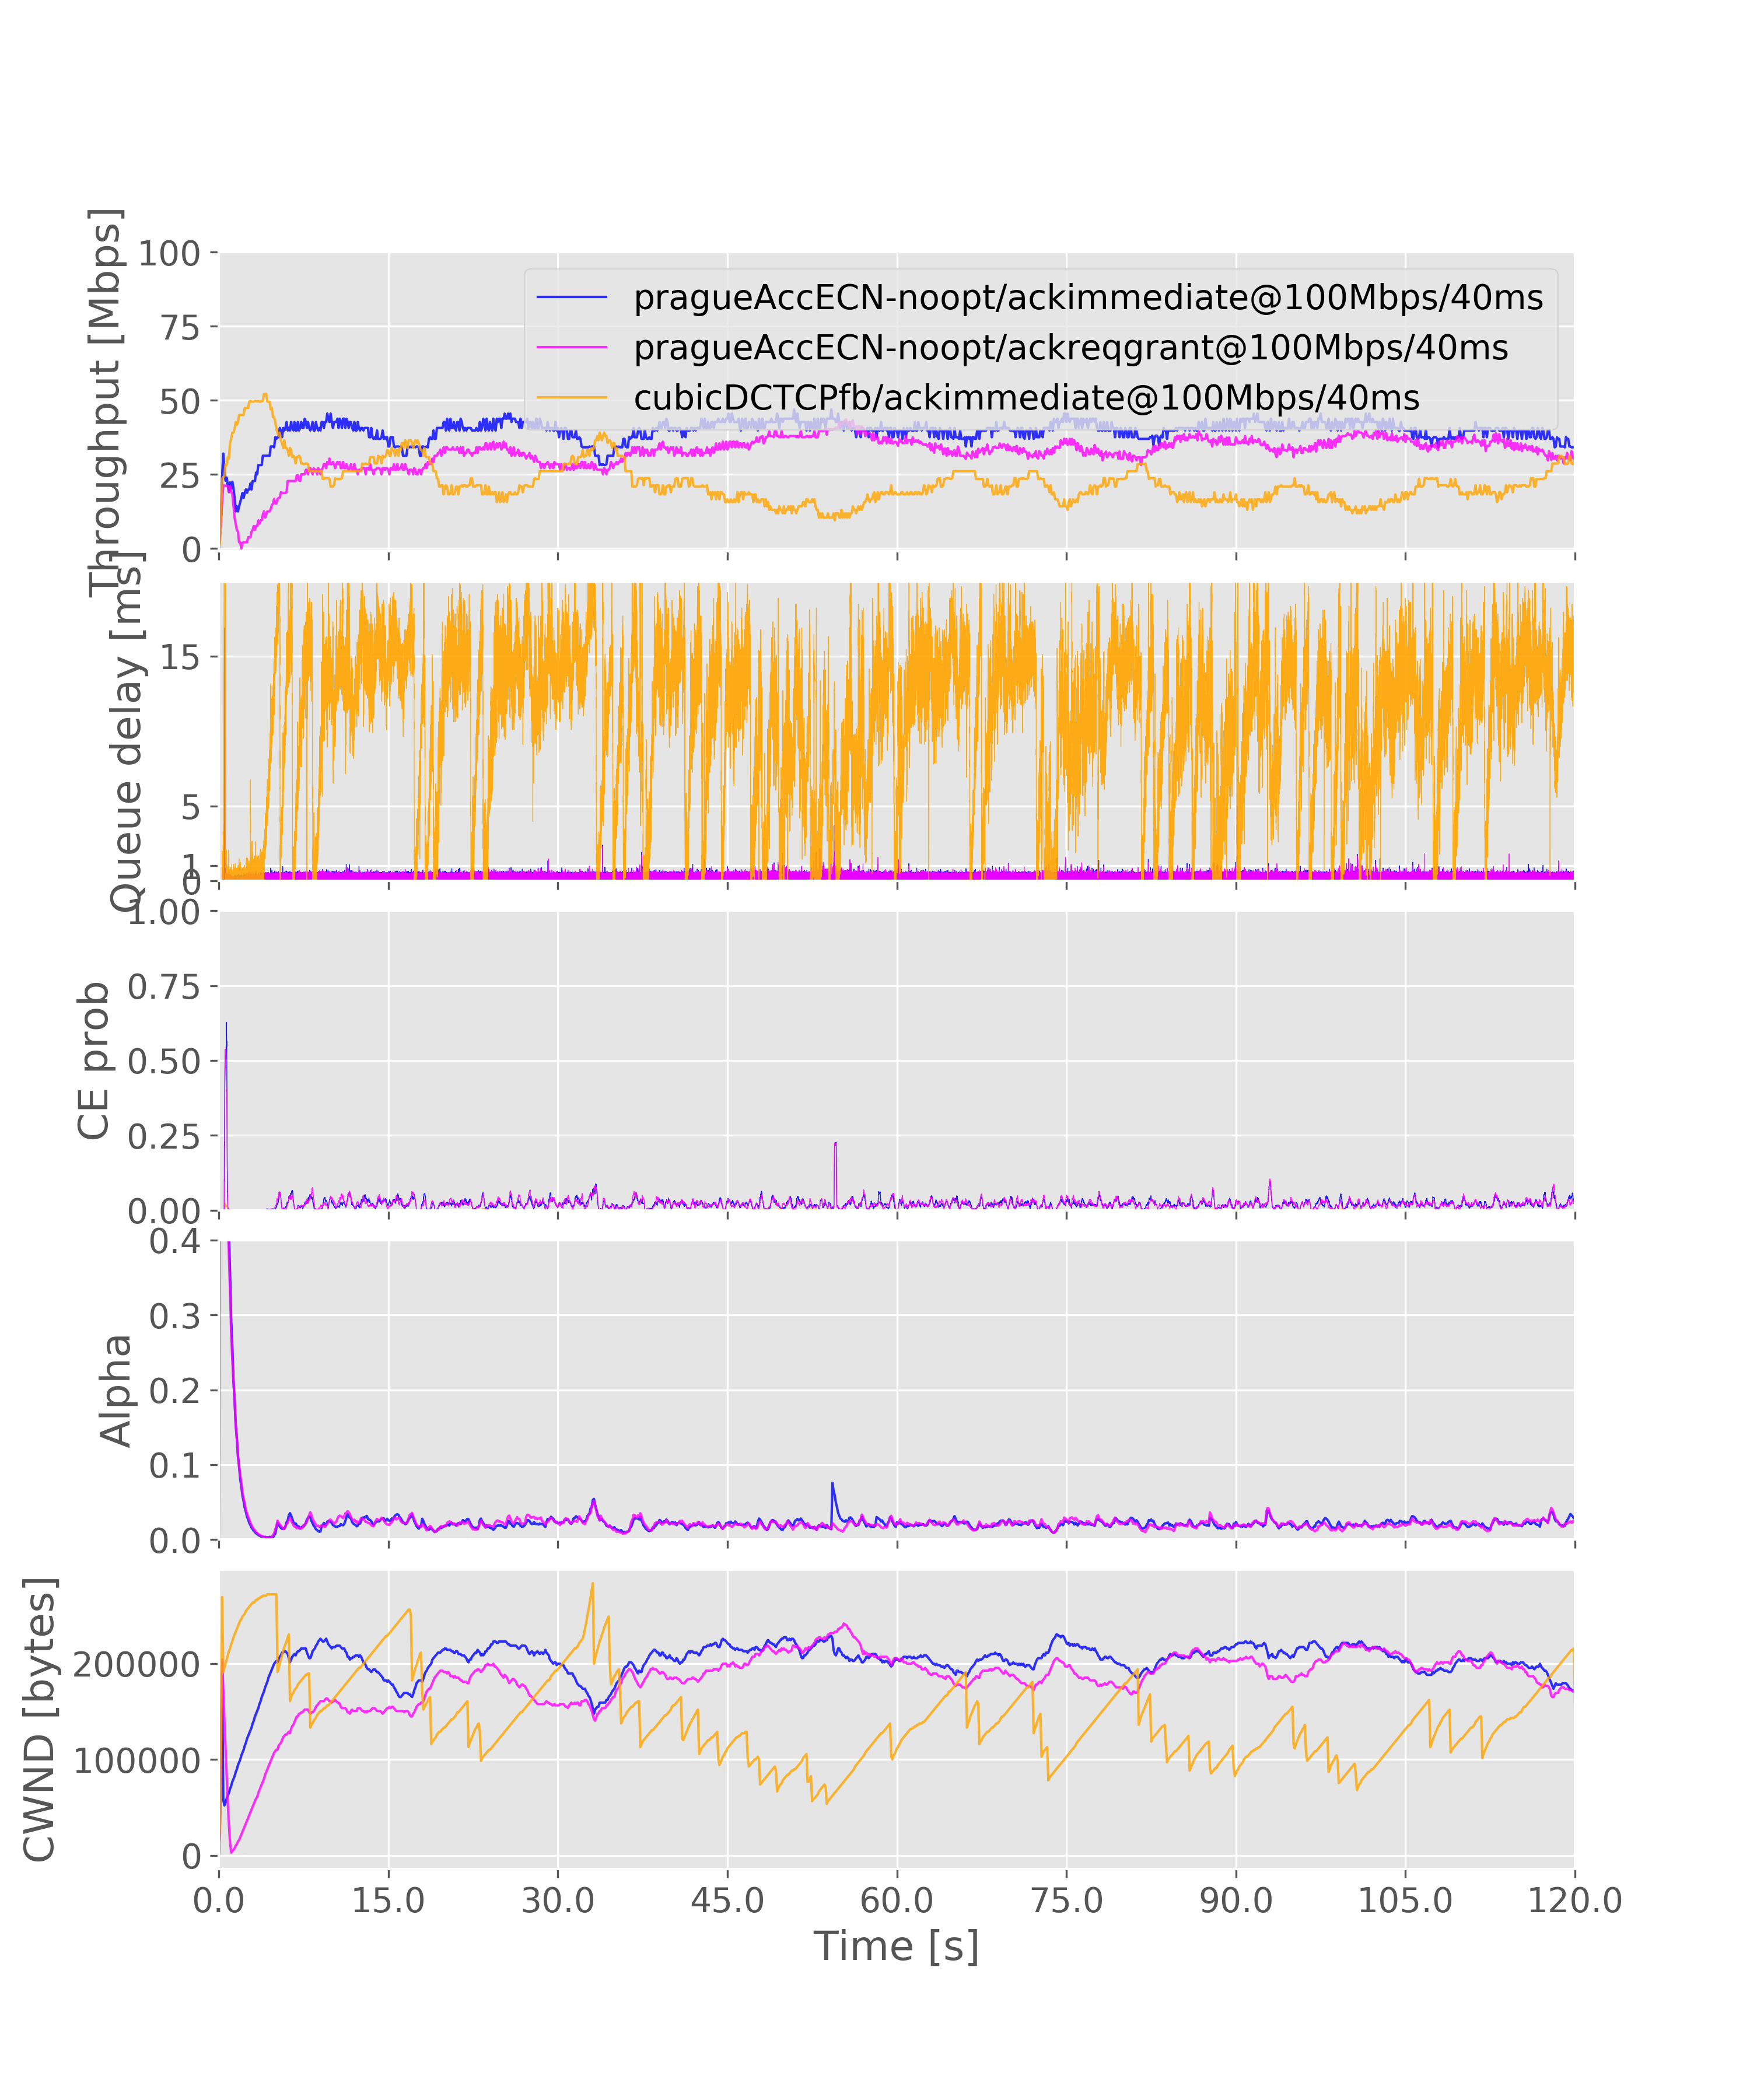 Throughput [Mbps]
100
75
50
25
0
pragueAccECN-noopt/ackimmediate@100Mbps/40ms
pragueAccECN-noopt/ackreqgrant@100Mbps/40ms
cubicDCTCPfb/ackimmediate@100Mbps/40ms
Queue delay [ms]
15
5
1
0
CE prob
1.00
0.75
0.50
0.25
0.00
Alpha
0.4
0.3
0.2
0.1
0.0
CWND [bytes]
200000
100000
0
0.0 15.0 30.0 45.0 60.0 75.0 90.0 105.0 120.0
Time [s]